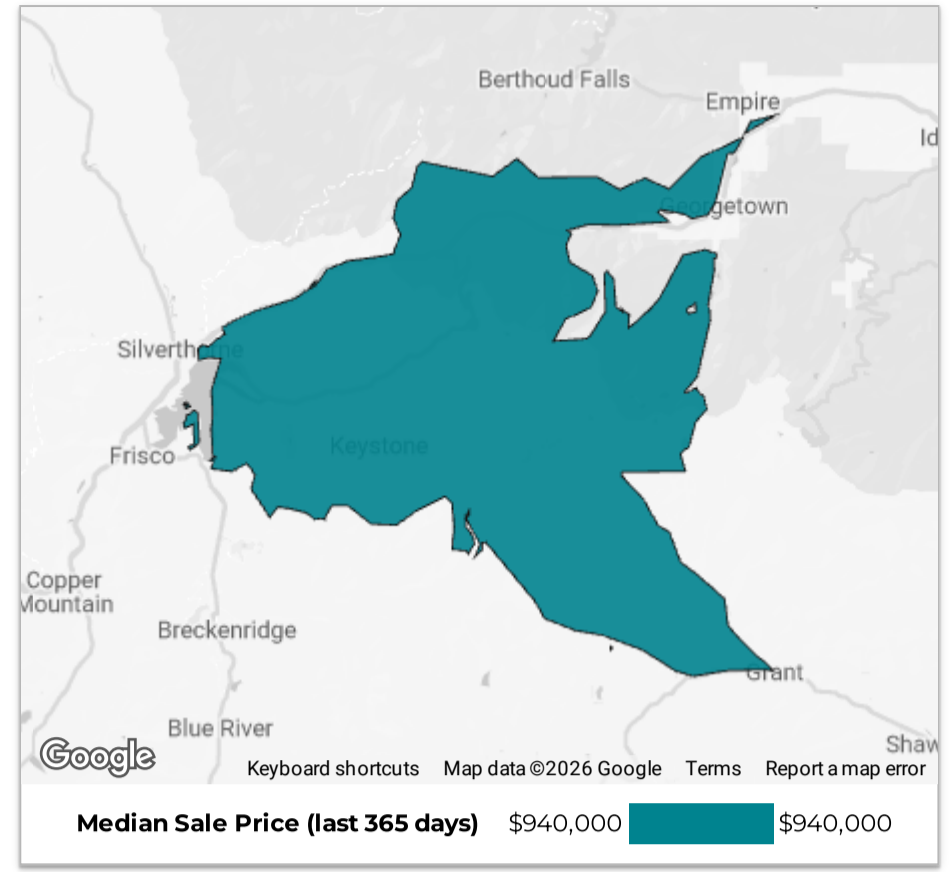 Berthoud Falls
Empire
Id
Georgetown
Silverthorne
Keystone
Frisco
Copper
Mountain
Breckenridge
Grant
Blue River
Shaw
Google
Keyboard shortcuts Map data ©2026 Google Terms Report a map error
Median Sale Price (last 365 days) $940,000 $940,000